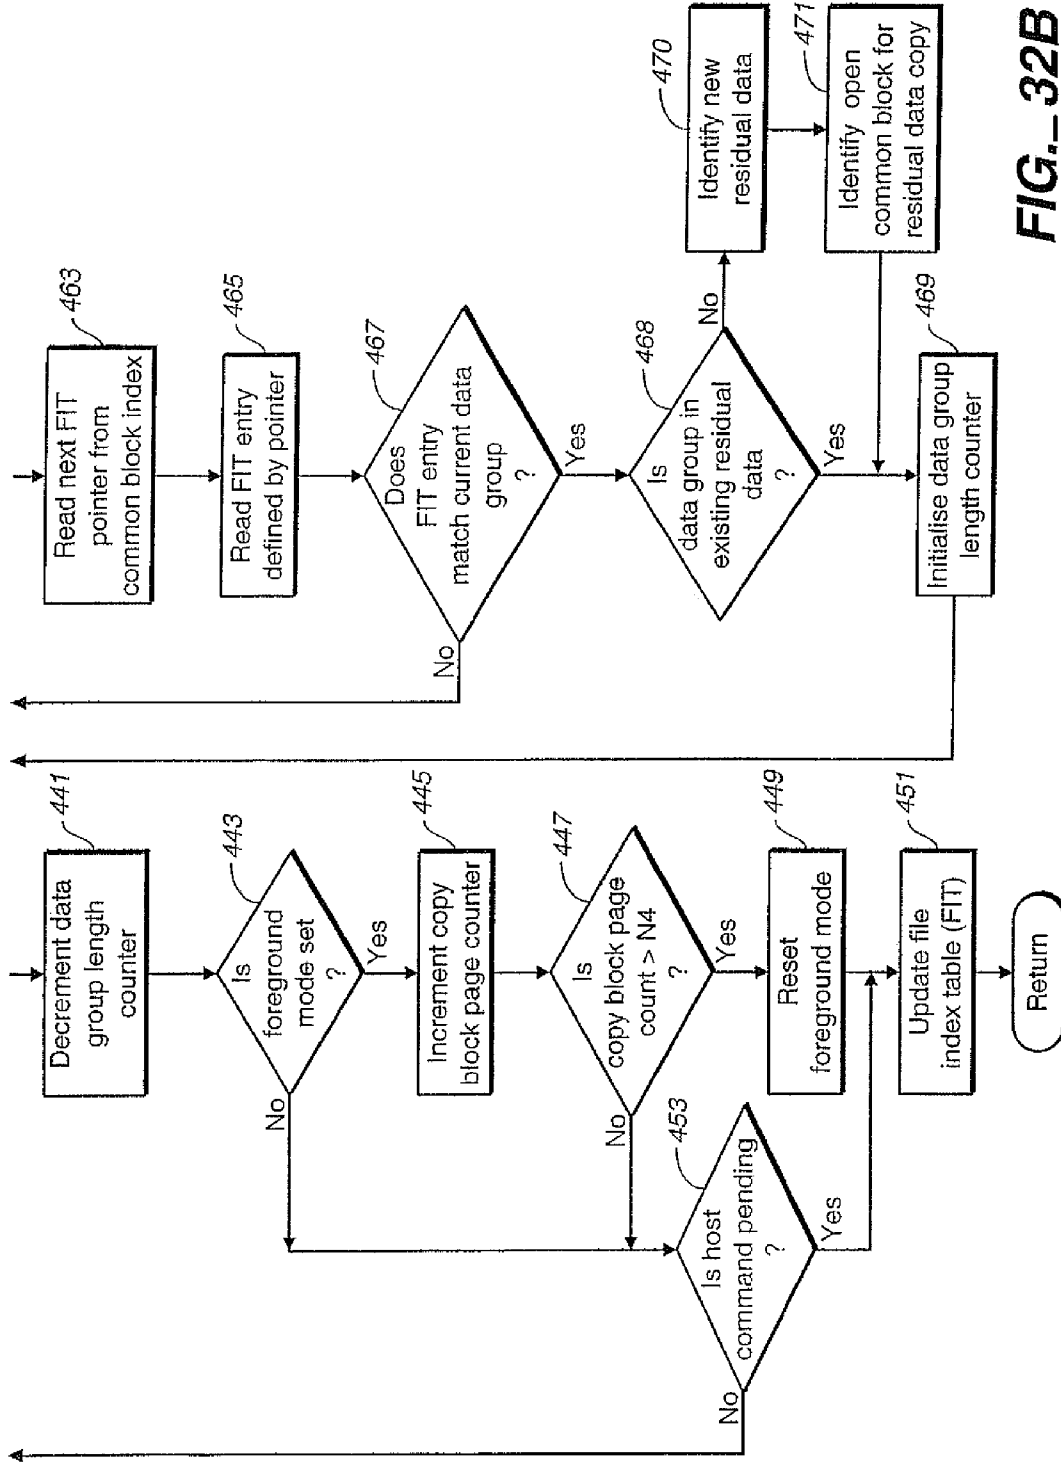 Decrement data
group length
counter
441
Is
foreground
mode set
?
443
No
Yes
Increment copy
block page counter
445
Is
copy block page
count > N4
?
447
No
Yes
Is host
command pending
?
453
No
Yes
Reset
foreground mode
449
Update file
index table (FIT)
451
Return
Read next FIT
pointer from
common block index
463
Read FIT entry
defined by pointer
465
Does
FIT entry
match current data
group
?
467
No
Yes
Is
data group in
existing residual
data
?
468
No
Yes
Identify new
residual data
470
Identify open
common block for
residual data copy
471
Initialise data group
length counter
469
FIG._32B